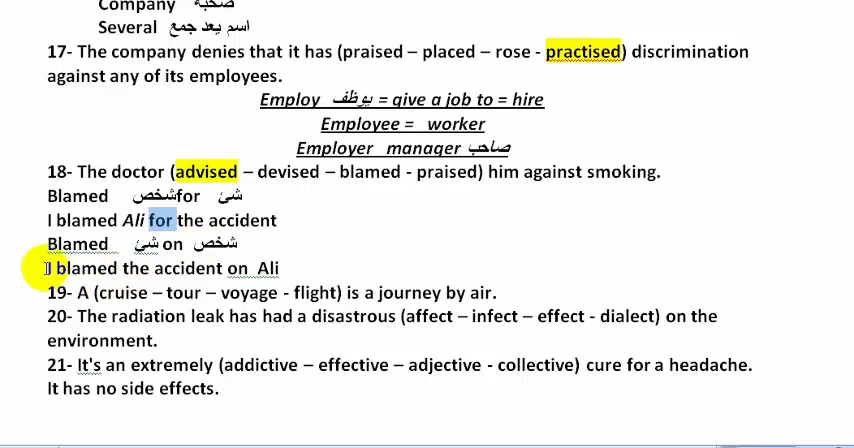 Company صحبة
Several اسم يعد جمع
17- The company denies that it has (praised – placed – rose - practised) discrimination
against any of its employees.
Employ يوظف = give a job to = hire
Employee = worker
Employer manager صاحب
18- The doctor (advised – devised – blamed - praised) him against smoking.
Blamed شخص for شئ
I blamed Ali for the accident
Blamed شئ on شخص
I blamed the accident on Ali
19- A (cruise – tour – voyage - flight) is a journey by air.
20- The radiation leak has had a disastrous (affect – infect – effect - dialect) on the
environment.
21- It's an extremely (addictive – effective – adjective - collective) cure for a headache.
It has no side effects.